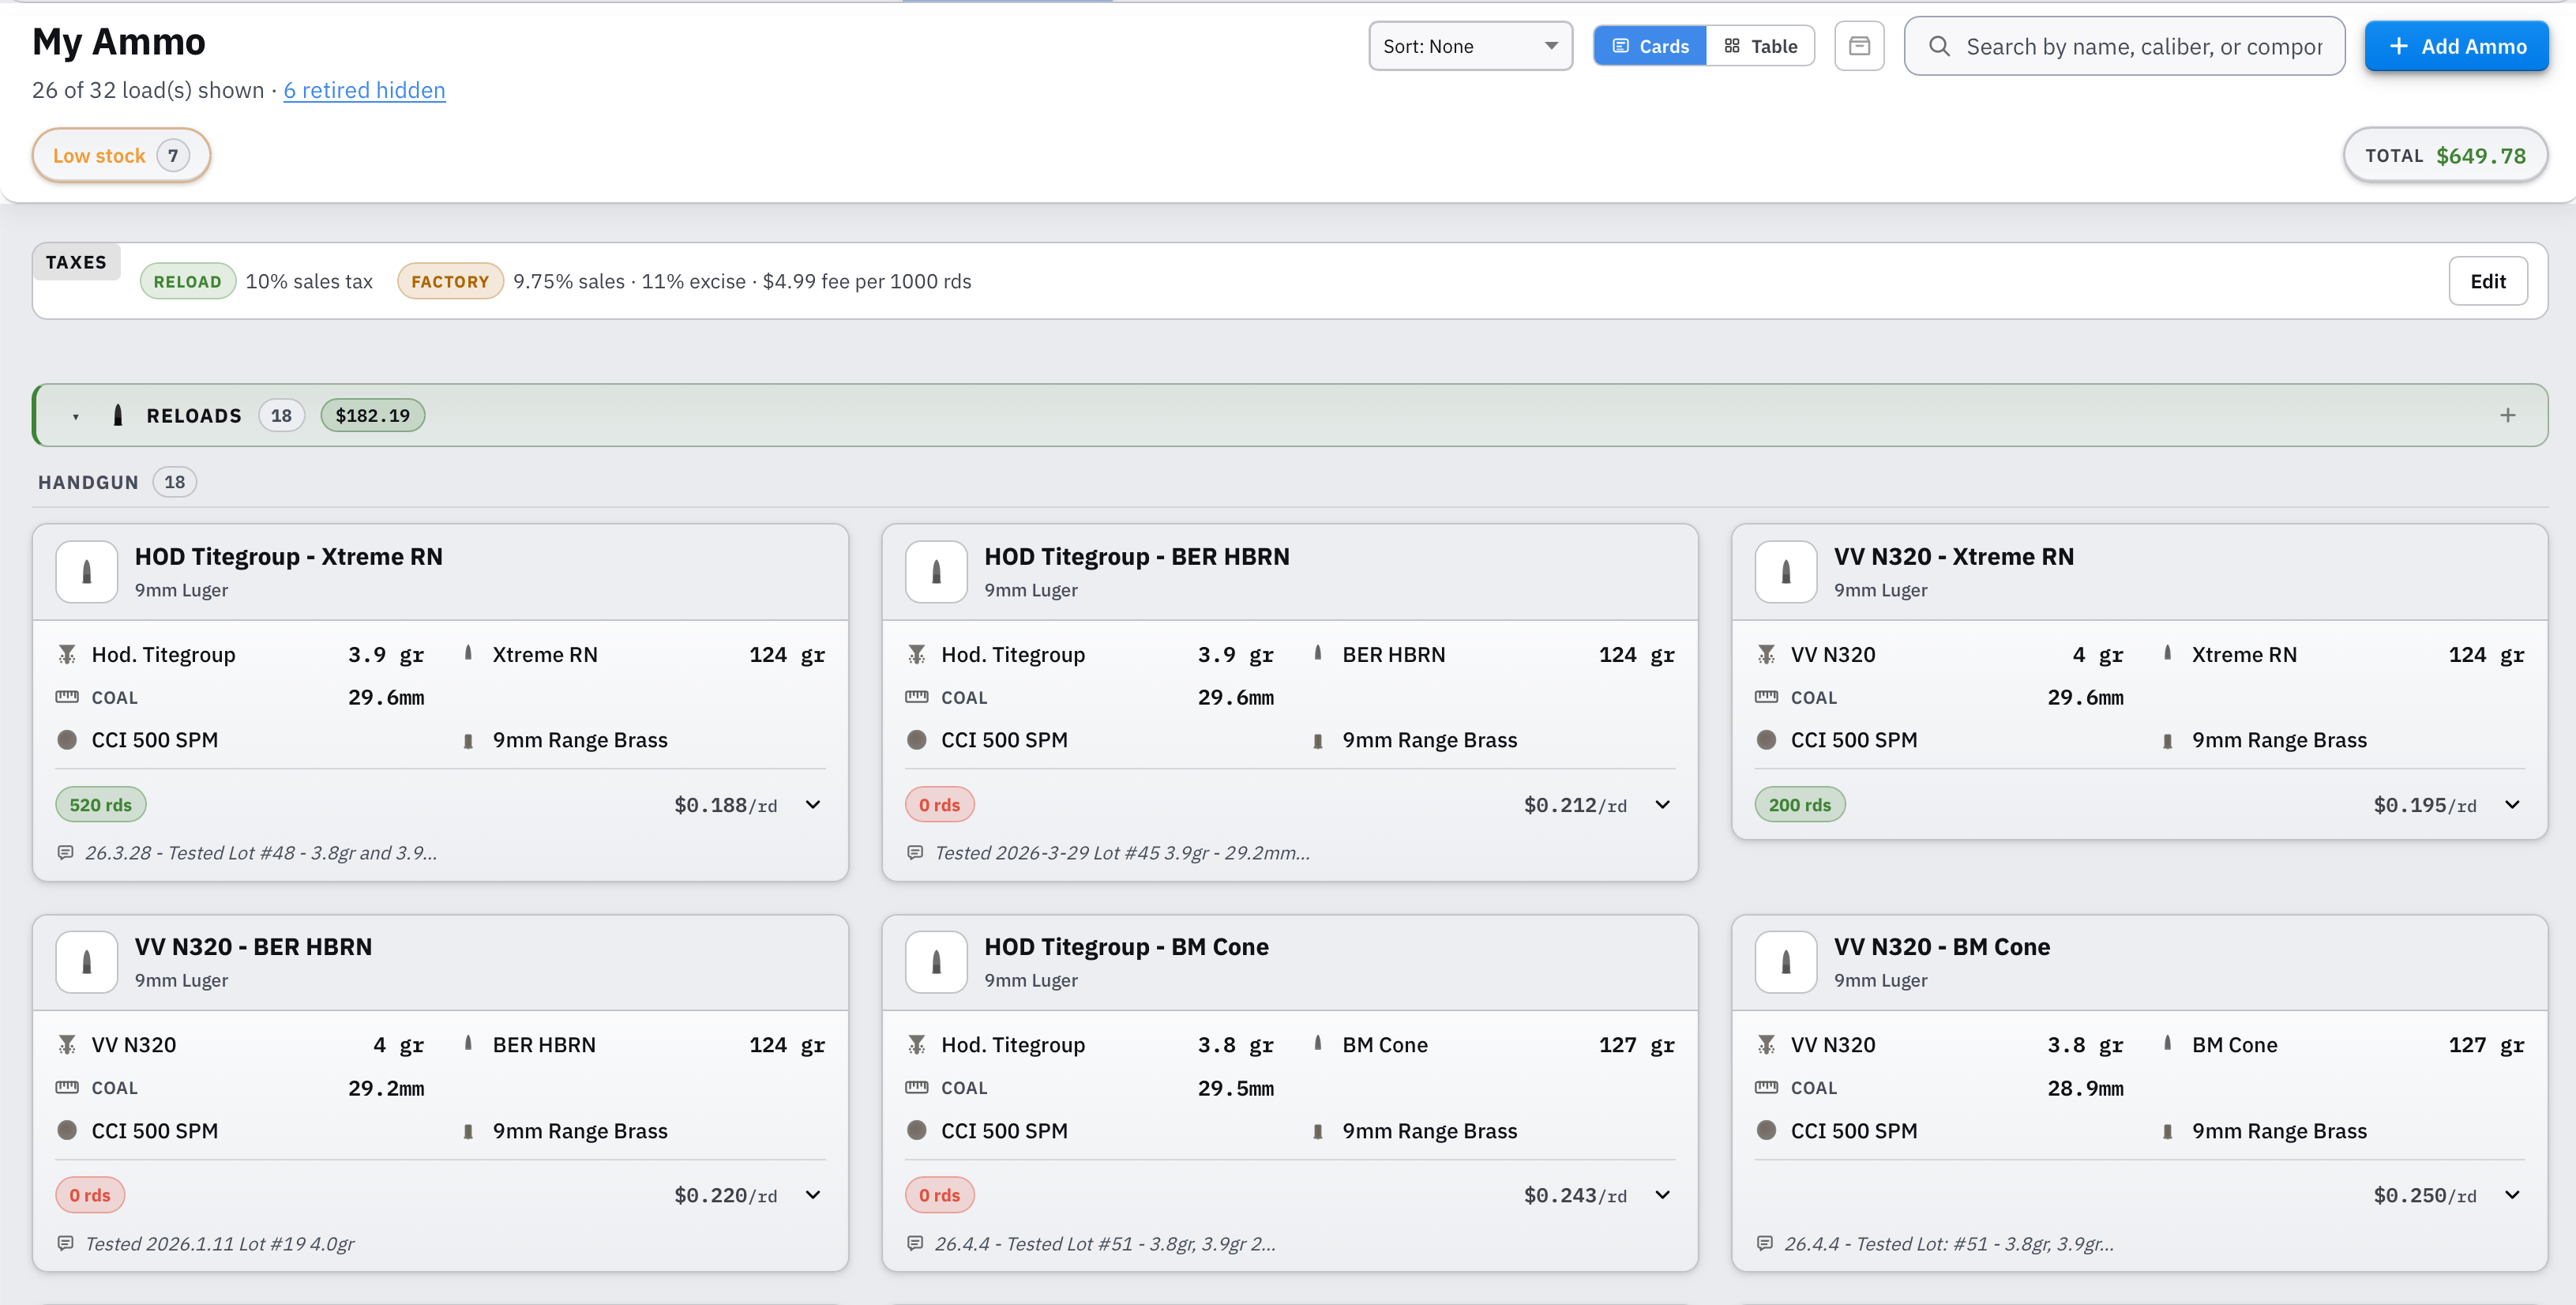 My Ammo
Sort: None
Cards
Table
Search by name, caliber, or compor
+ Add Ammo
26 of 32 load(s) shown · 6 retired hidden
Low stock 7
TOTAL $649.78
TAXES
RELOAD 10% sales tax FACTORY 9.75% sales · 11% excise · $4.99 fee per 1000 rds
Edit
RELOADS 18 $182.19 +
HANDGUN 18
HOD Titegroup - Xtreme RN
9mm Luger
Hod. Titegroup 3.9 gr Xtreme RN 124 gr
COAL 29.6mm
CCI 500 SPM 9mm Range Brass
520 rds $0.188/rd
26.3.28 - Tested Lot #48 - 3.8gr and 3.9...
HOD Titegroup - BER HBRN
9mm Luger
Hod. Titegroup 3.9 gr BER HBRN 124 gr
COAL 29.6mm
CCI 500 SPM 9mm Range Brass
0 rds $0.212/rd
Tested 2026-3-29 Lot #45 3.9gr - 29.2mm...
VV N320 - Xtreme RN
9mm Luger
VV N320 4 gr Xtreme RN 124 gr
COAL 29.6mm
CCI 500 SPM 9mm Range Brass
200 rds $0.195/rd
VV N320 - BER HBRN
9mm Luger
VV N320 4 gr BER HBRN 124 gr
COAL 29.2mm
CCI 500 SPM 9mm Range Brass
0 rds $0.220/rd
Tested 2026.1.11 Lot #19 4.0gr
HOD Titegroup - BM Cone
9mm Luger
Hod. Titegroup 3.8 gr BM Cone 127 gr
COAL 29.5mm
CCI 500 SPM 9mm Range Brass
0 rds $0.243/rd
26.4.4 - Tested Lot #51 - 3.8gr, 3.9gr 2...
VV N320 - BM Cone
9mm Luger
VV N320 3.8 gr BM Cone 127 gr
COAL 28.9mm
CCI 500 SPM 9mm Range Brass
$0.250/rd
26.4.4 - Tested Lot: #51 - 3.8gr, 3.9gr...